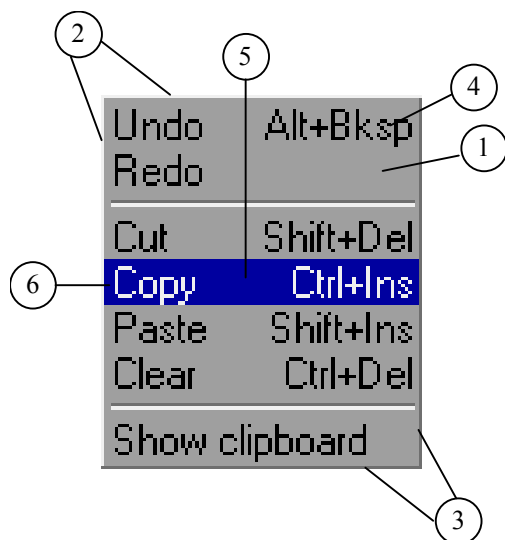 2
5
4
Undo Alt+Bksp
1
Redo
Cut Shift+Del
6
Copy Ctrl+Ins
Paste Shift+Ins
Clear Ctrl+Del
Show clipboard
3